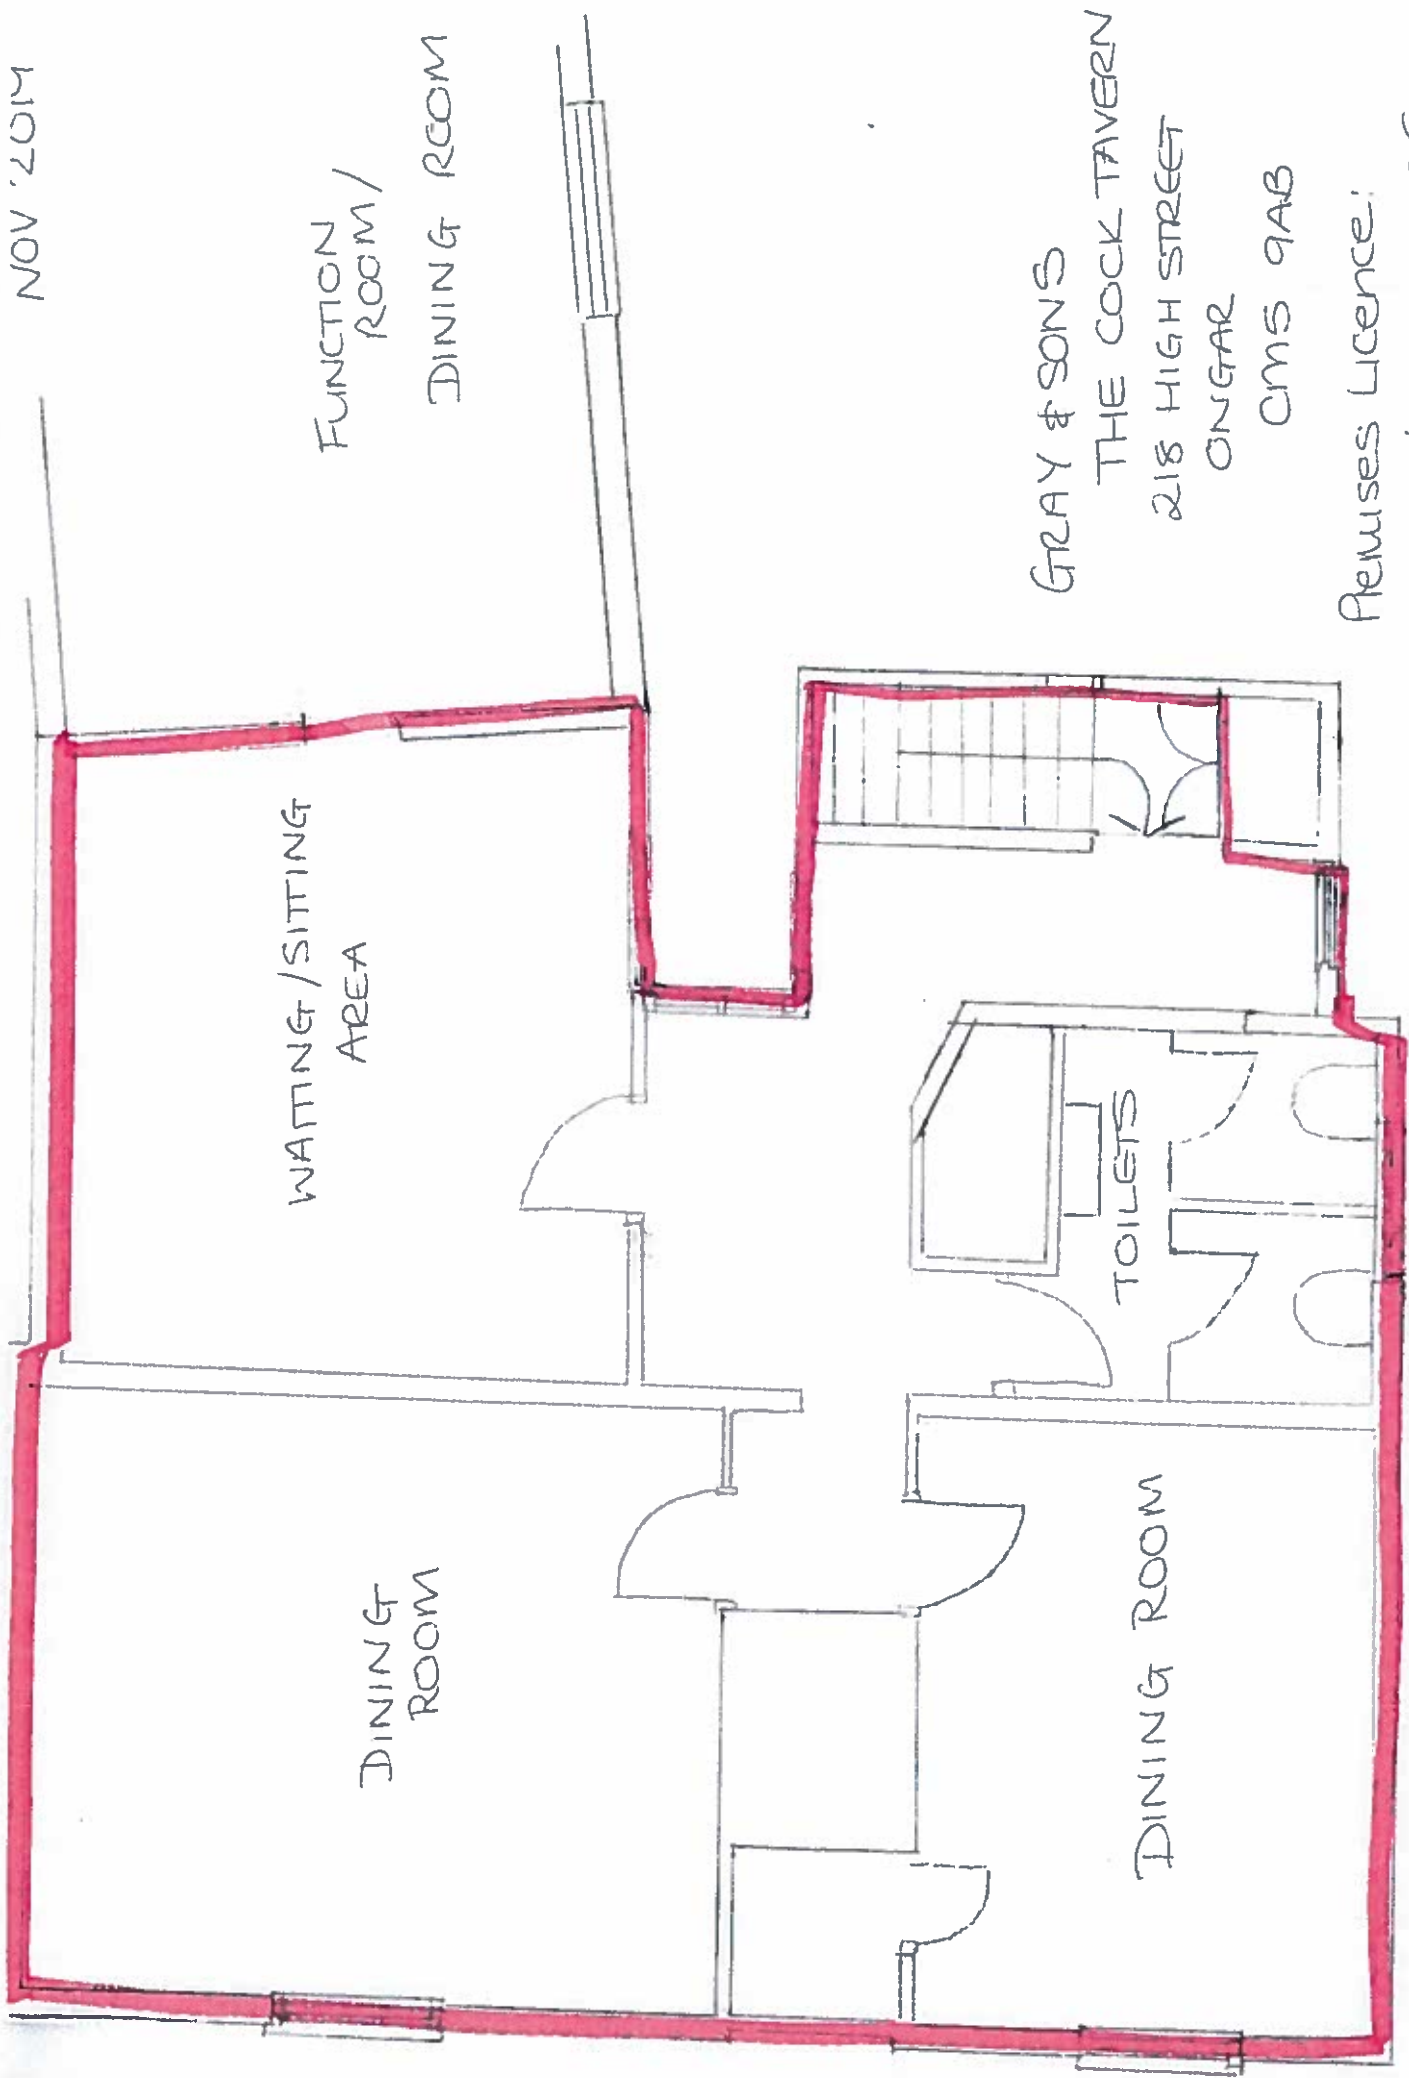 NOV 2014
FUNCTION
ROOM/
DINING ROOM
WAITING/SITTING
AREA
DINING
ROOM
TOILETS
DINING ROOM
GRAY & SONS
THE COCK TAVERN
218 HIGH STREET
ONGAR
CM5 9AB
Premises Licence: